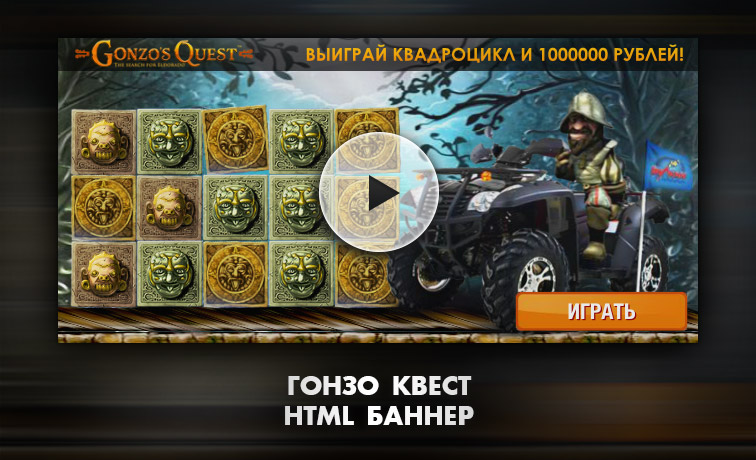 GONZO'S QUEST
THE SEARCH FOR ELDORADO
ВЫИГРАЙ КВАДРОЦИКЛ И 1000000 РУБЛЕЙ!
ИГРАТЬ
ГОНЗО КВЕСТ
HTML БАННЕР